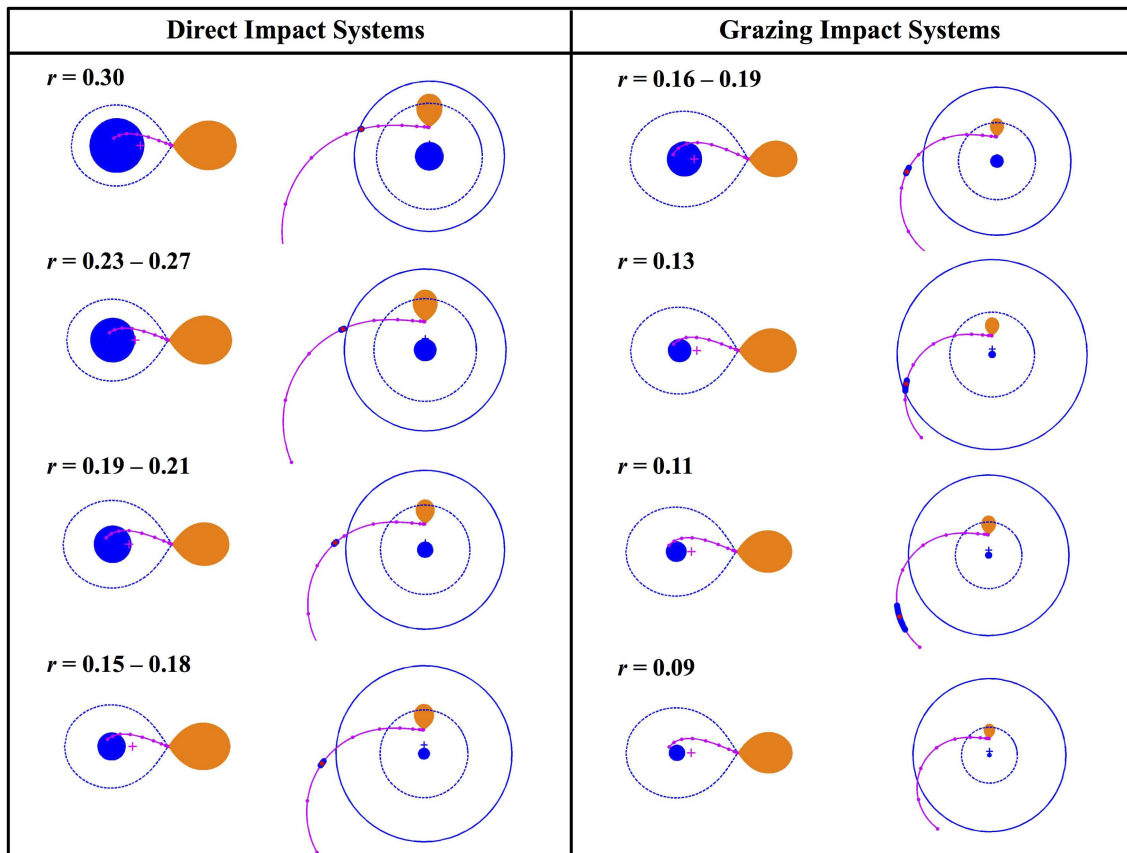 Direct Impact Systems
Grazing Impact Systems
r = 0.30
r = 0.16 – 0.19
r = 0.23 – 0.27
r = 0.13
r = 0.19 – 0.21
r = 0.11
r = 0.15 – 0.18
r = 0.09